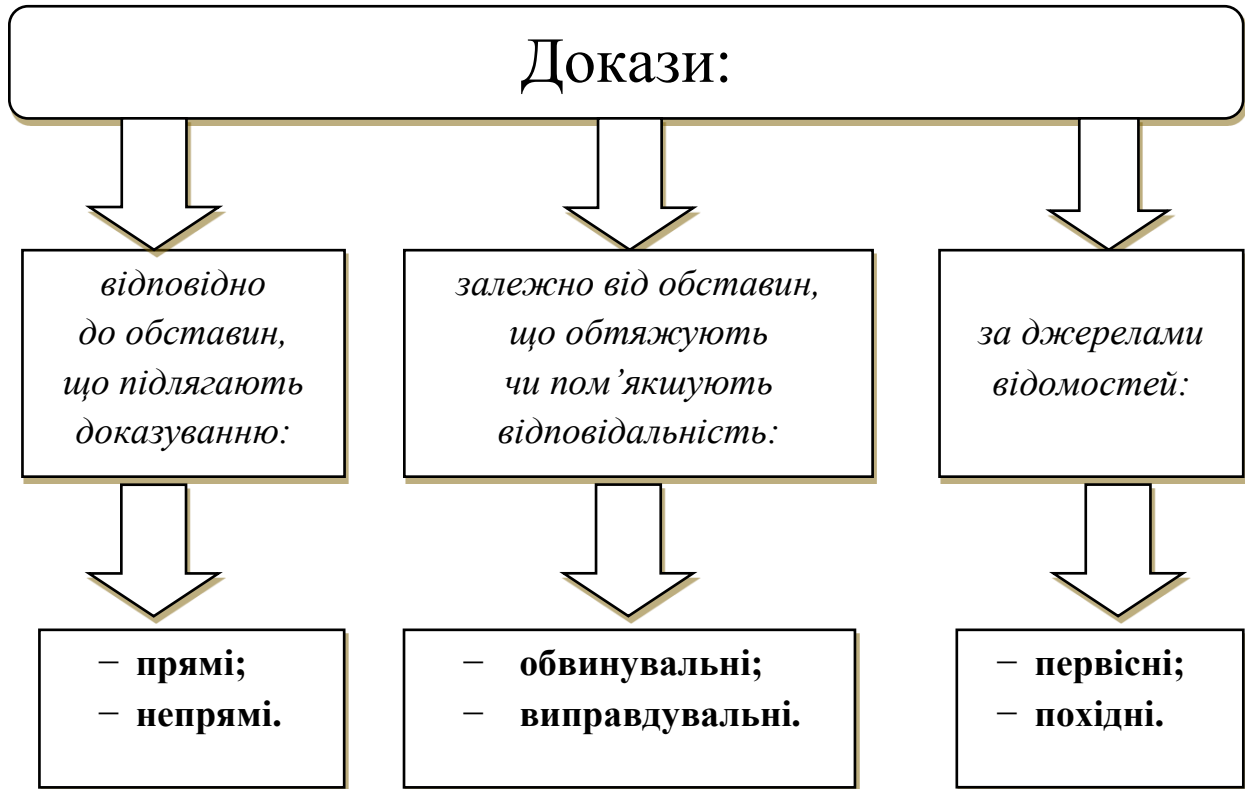 Докази:
відповідно
до обставин,
що підлягають
доказуванню:
залежно від обставин,
що обтяжують
чи пом’якшують
відповідальність:
за джерелами
відомостей:
− прямі;
− непрямі.
− обвинувальні;
− виправдувальні.
− первісні;
− похідні.